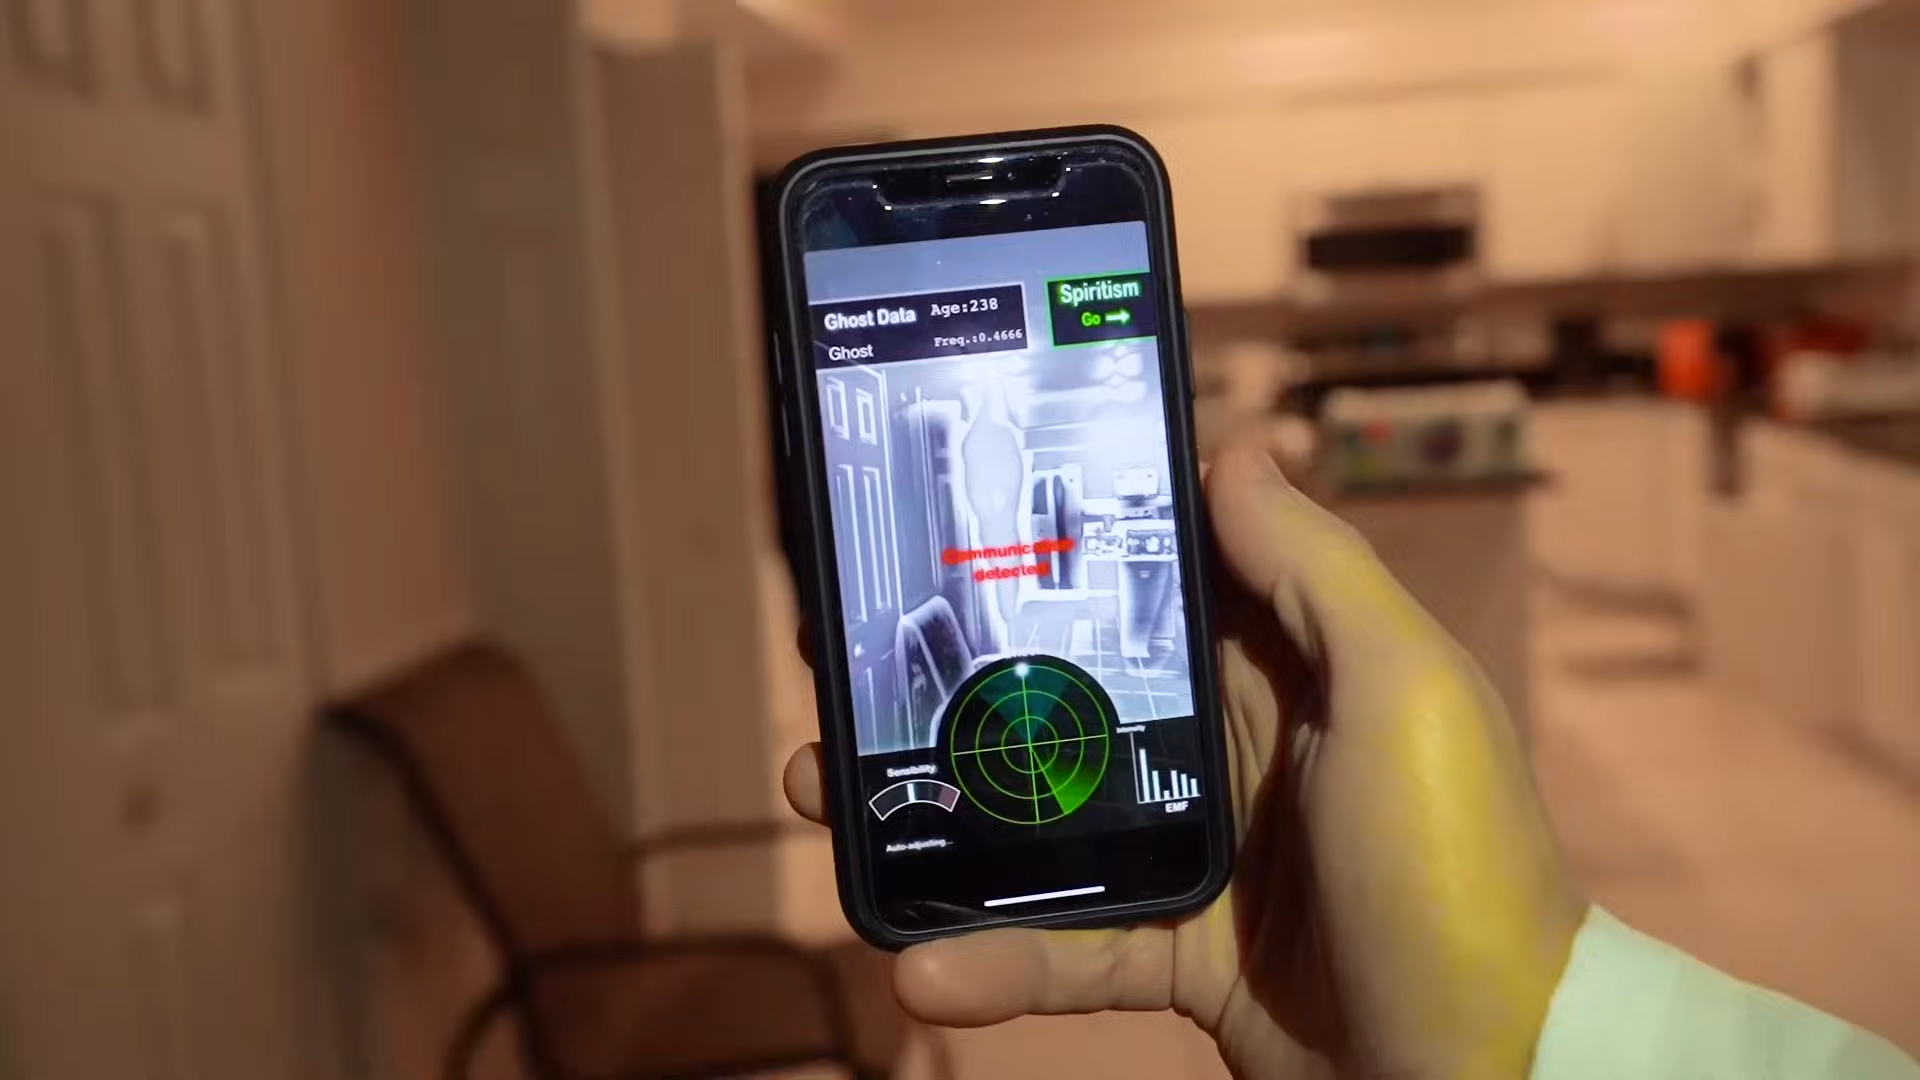 Ghost Data Age:238
Ghost Freq.:0.4666
Spiritism
Go
Communication
detected
Sensibility
Auto-adjusting...
Intensity
EMF